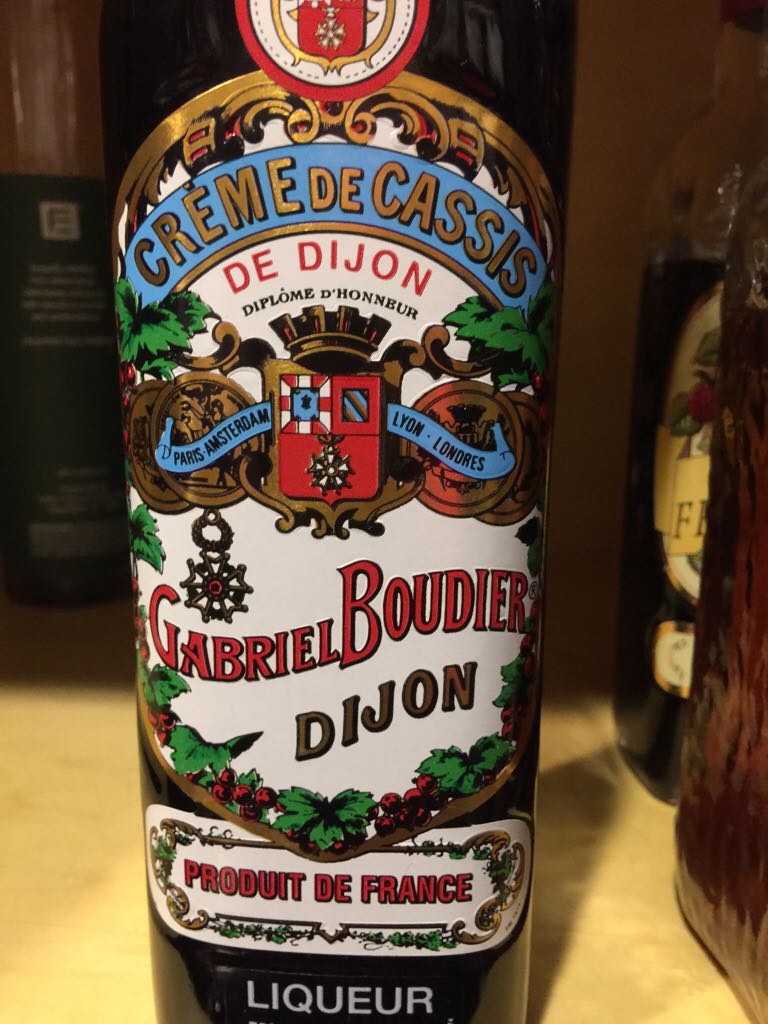 CRÈME DE CASSIS
DE DIJON
DIPLÔME D'HONNEUR
PARIS-AMSTERDAM
LYON - LONDRES
GABRIEL BOUDIER®
DIJON
PRODUIT DE FRANCE
LIQUEUR